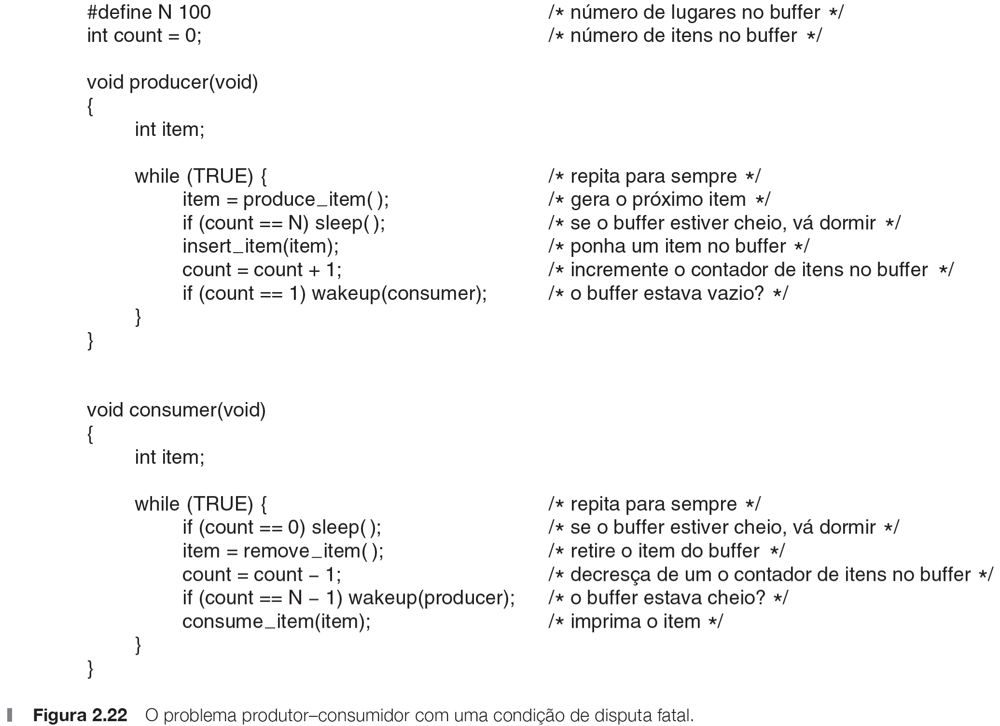 #define N 100 /* número de lugares no buffer */
int count = 0; /* número de itens no buffer */
void producer(void)
{
int item;
while (TRUE) { /* repita para sempre */
item = produce_item( ); /* gera o próximo item */
if (count == N) sleep( ); /* se o buffer estiver cheio, vá dormir */
insert_item(item); /* ponha um item no buffer */
count = count + 1; /* incremente o contador de itens no buffer */
if (count == 1) wakeup(consumer); /* o buffer estava vazio? */
}
}
void consumer(void)
{
int item;
while (TRUE) { /* repita para sempre */
if (count == 0) sleep( ); /* se o buffer estiver cheio, vá dormir */
item = remove_item( ); /* retire o item do buffer */
count = count – 1; /* decresça de um o contador de itens no buffer */
if (count == N – 1) wakeup(producer); /* o buffer estava cheio? */
consume_item(item); /* imprima o item */
}
}
Figura 2.22 O problema produtor–consumidor com uma condição de disputa fatal.